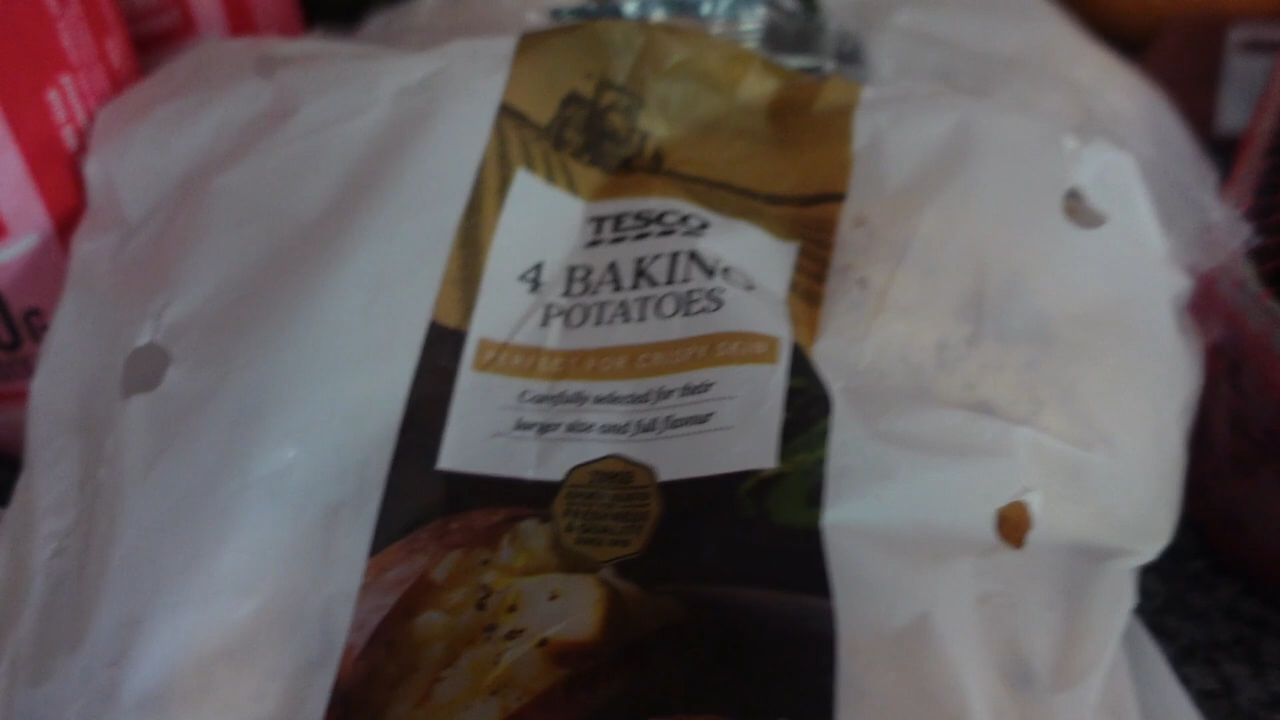 TESCO
4 BAKING
POTATOES
PERFECT FOR CRISPY SKIN
Carefully selected for their
larger size and full flavour